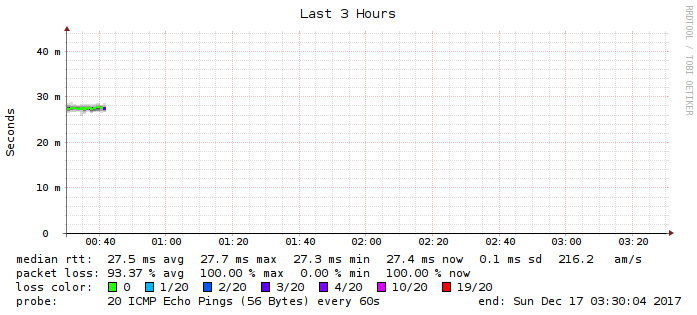 Last 3 Hours
RRDTOOL / TOBI OETIKER
Seconds
40 m
30 m
20 m
10 m
0
00:40 01:00 01:20 01:40 02:00 02:20 02:40 03:00 03:20
median rtt: 27.5 ms avg 27.7 ms max 27.3 ms min 27.4 ms now 0.1 ms sd 216.2 am/s
packet loss: 93.37 % avg 100.00 % max 0.00 % min 100.00 % now
loss color: 0 1/20 2/20 3/20 4/20 10/20 19/20
probe: 20 ICMP Echo Pings (56 Bytes) every 60s end: Sun Dec 17 03:30:04 2017